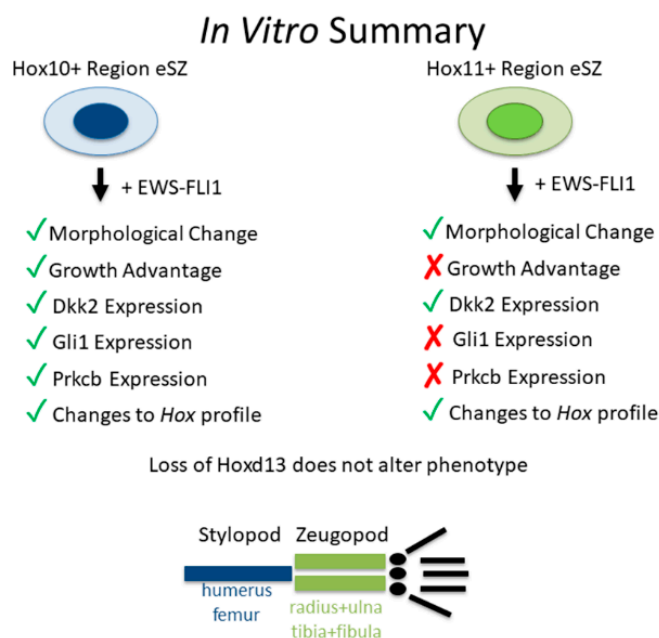 In Vitro Summary
Hox10+ Region eSZ
Hox11+ Region eSZ
+ EWS-FLI1
+ EWS-FLI1
✓ Morphological Change
✓ Growth Advantage
✓ Dkk2 Expression
✓ Gli1 Expression
✓ Prkcb Expression
✓ Changes to Hox profile
✓ Morphological Change
✗ Growth Advantage
✓ Dkk2 Expression
✗ Gli1 Expression
✗ Prkcb Expression
✓ Changes to Hox profile
Loss of Hoxd13 does not alter phenotype
Stylopod
Zeugopod
humerus
femur
radius+ulna
tibia+fibula